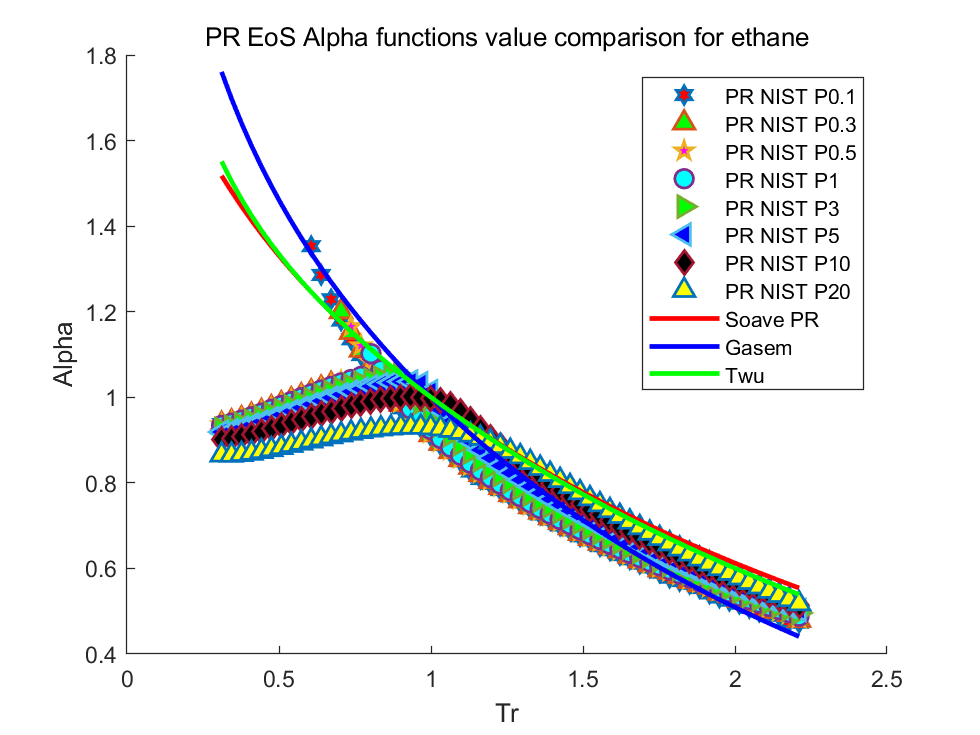 PR EoS Alpha functions value comparison for ethane
1.8
1.6
1.4
1.2
1
0.8
0.6
0.4
Alpha
0
0.5
1
1.5
2
2.5
Tr
PR NIST P0.1
PR NIST P0.3
PR NIST P0.5
PR NIST P1
PR NIST P3
PR NIST P5
PR NIST P10
PR NIST P20
Soave PR
Gasem
Twu